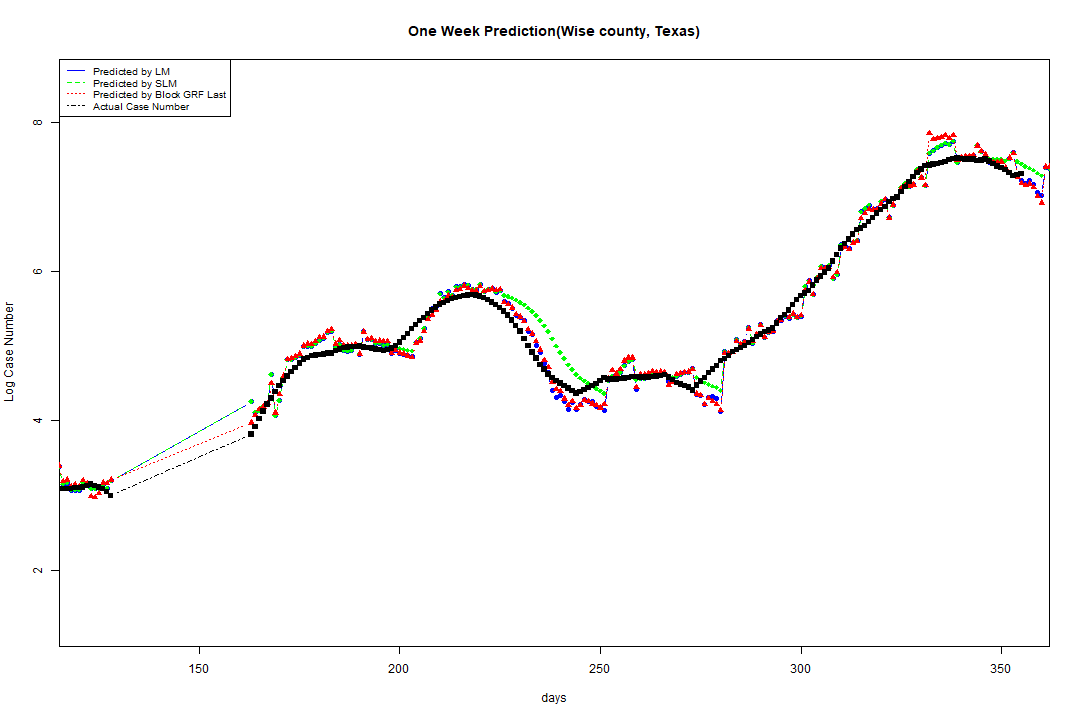 One Week Prediction(Wise county, Texas)
Predicted by LM
Predicted by SLM
Predicted by Block GRF Last
Actual Case Number
8
6
4
2
Log Case Number
150
200
250
300
350
days